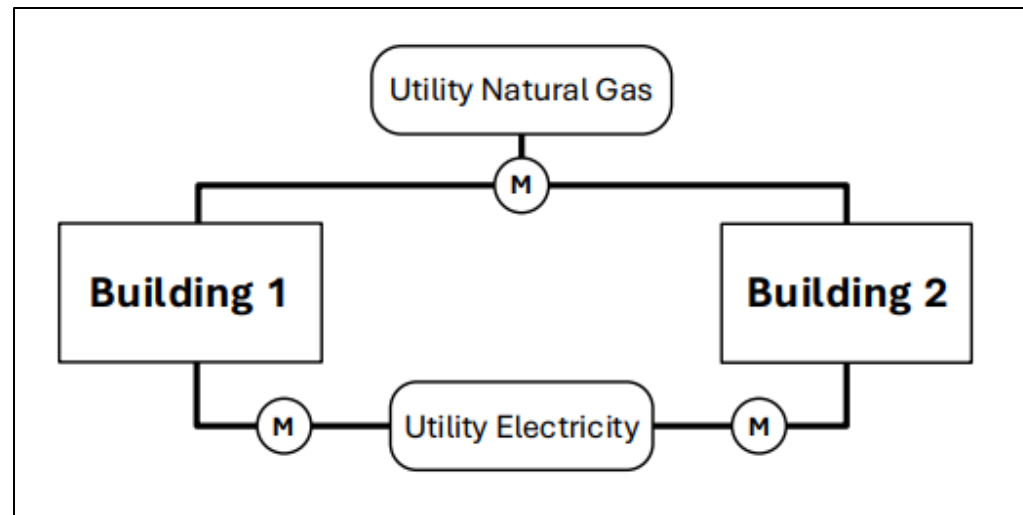 Utility Natural Gas
M
Building 1
Building 2
M
Utility Electricity
M